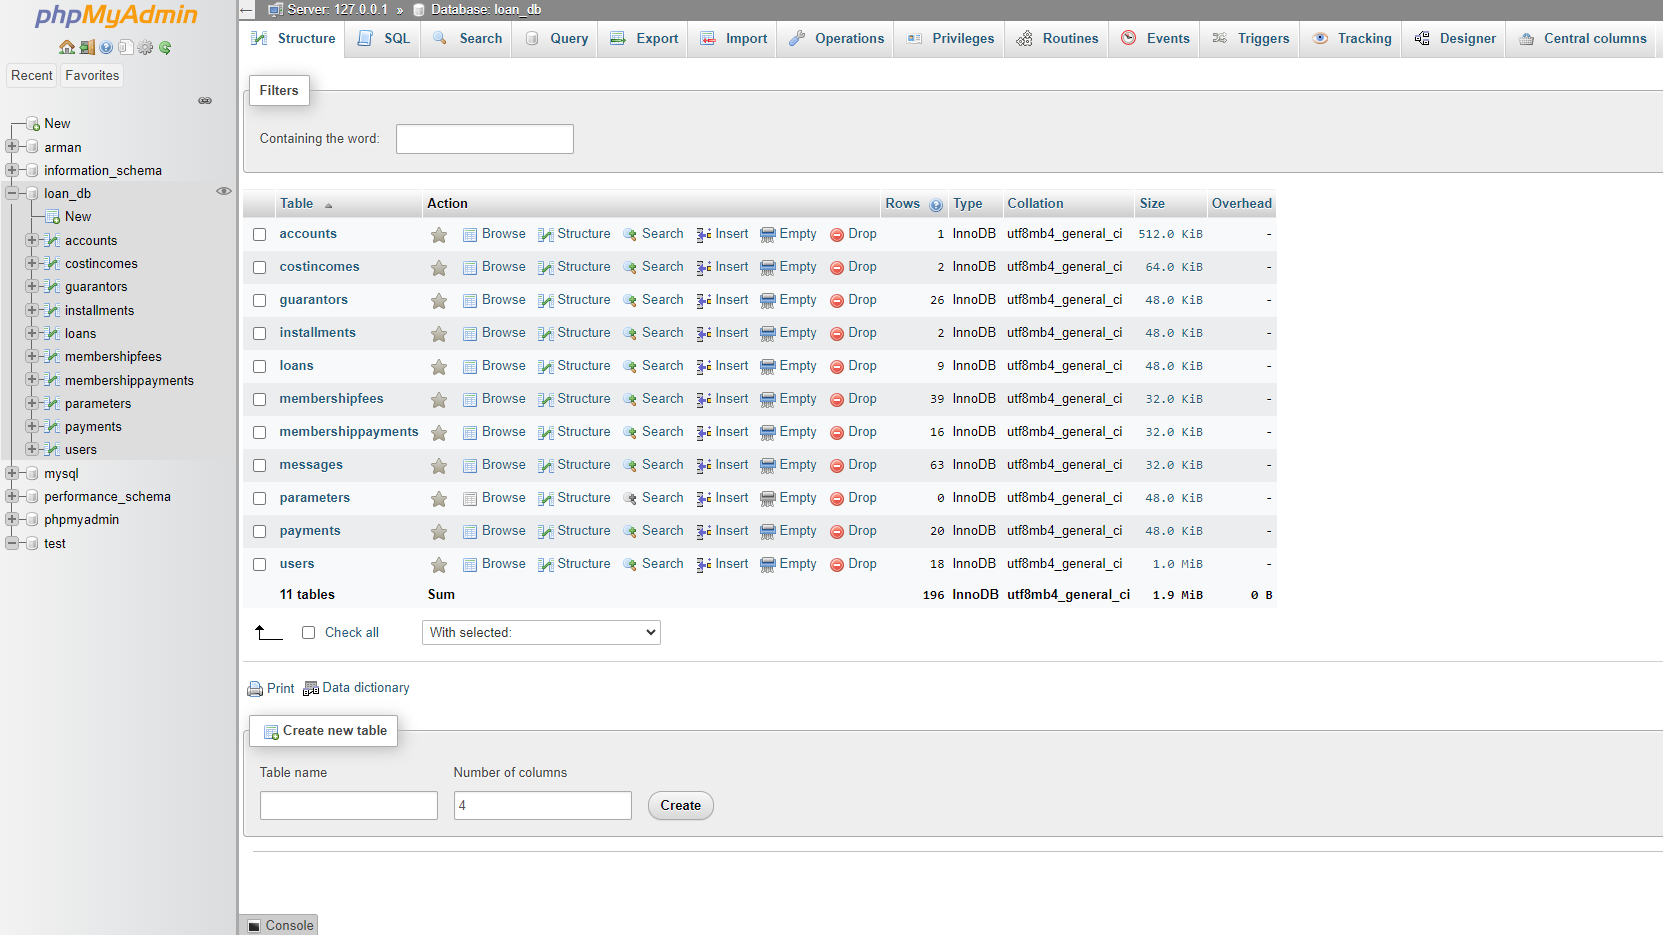 phpMyAdmin
Recent Favorites
New
arman
information_schema
loan_db
New
accounts
costincomes
guarantors
installments
loans
membershipfees
membershippayments
parameters
payments
users
mysql
performance_schema
phpmyadmin
test
Server: 127.0.0.1 » Database: loan_db
Structure SQL Search Query Export Import Operations Privileges Routines Events Triggers Tracking Designer Central columns
Filters
Containing the word:
Table Action Rows Type Collation Size Overhead
accounts Browse Structure Search Insert Empty Drop 1 InnoDB utf8mb4_general_ci 512.0 KiB -
costincomes Browse Structure Search Insert Empty Drop 2 InnoDB utf8mb4_general_ci 64.0 KiB -
guarantors Browse Structure Search Insert Empty Drop 26 InnoDB utf8mb4_general_ci 48.0 KiB -
installments Browse Structure Search Insert Empty Drop 2 InnoDB utf8mb4_general_ci 48.0 KiB -
loans Browse Structure Search Insert Empty Drop 9 InnoDB utf8mb4_general_ci 48.0 KiB -
membershipfees Browse Structure Search Insert Empty Drop 39 InnoDB utf8mb4_general_ci 32.0 KiB -
membershippayments Browse Structure Search Insert Empty Drop 16 InnoDB utf8mb4_general_ci 32.0 KiB -
messages Browse Structure Search Insert Empty Drop 63 InnoDB utf8mb4_general_ci 32.0 KiB -
parameters Browse Structure Search Insert Empty Drop 0 InnoDB utf8mb4_general_ci 48.0 KiB -
payments Browse Structure Search Insert Empty Drop 20 InnoDB utf8mb4_general_ci 48.0 KiB -
users Browse Structure Search Insert Empty Drop 18 InnoDB utf8mb4_general_ci 1.0 MiB -
11 tables Sum 196 InnoDB utf8mb4_general_ci 1.9 MiB 0 B
Check all With selected:
Print Data dictionary
Create new table
Table name Number of columns
4 Create
Console